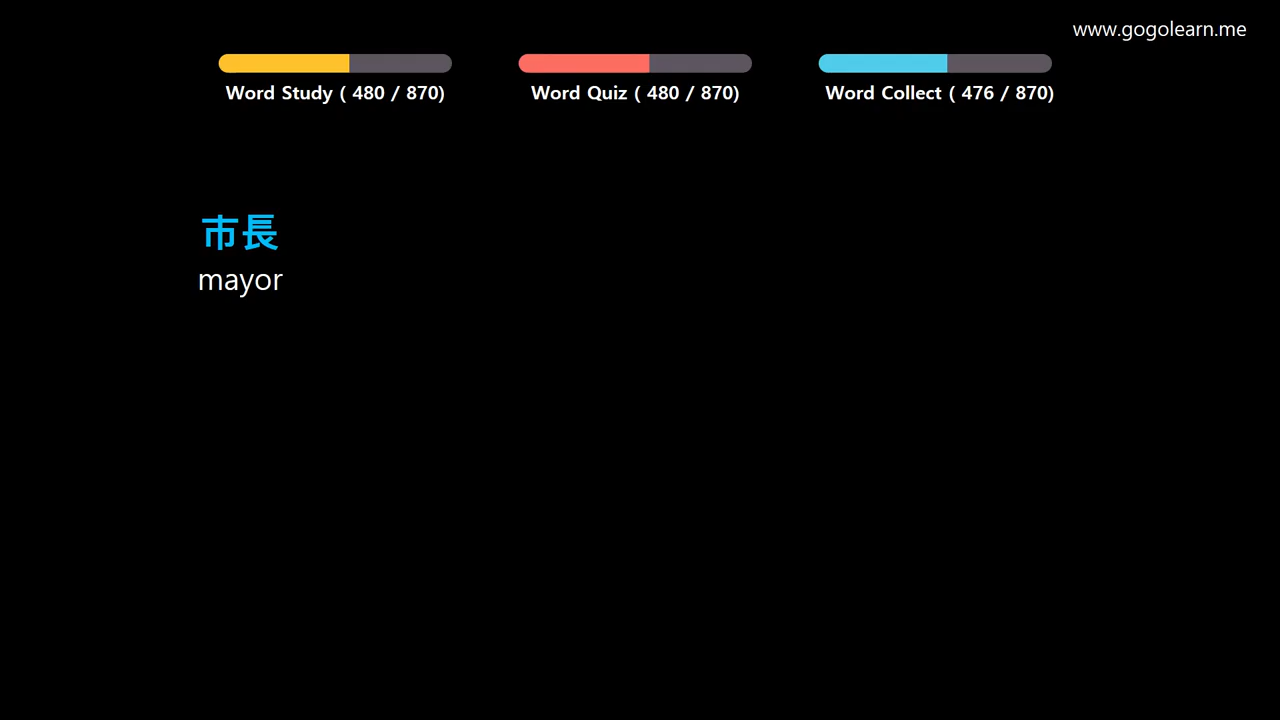 www.gogolearn.me
Word Study ( 480 / 870)
Word Quiz ( 480 / 870)
Word Collect ( 476 / 870)
市長
mayor